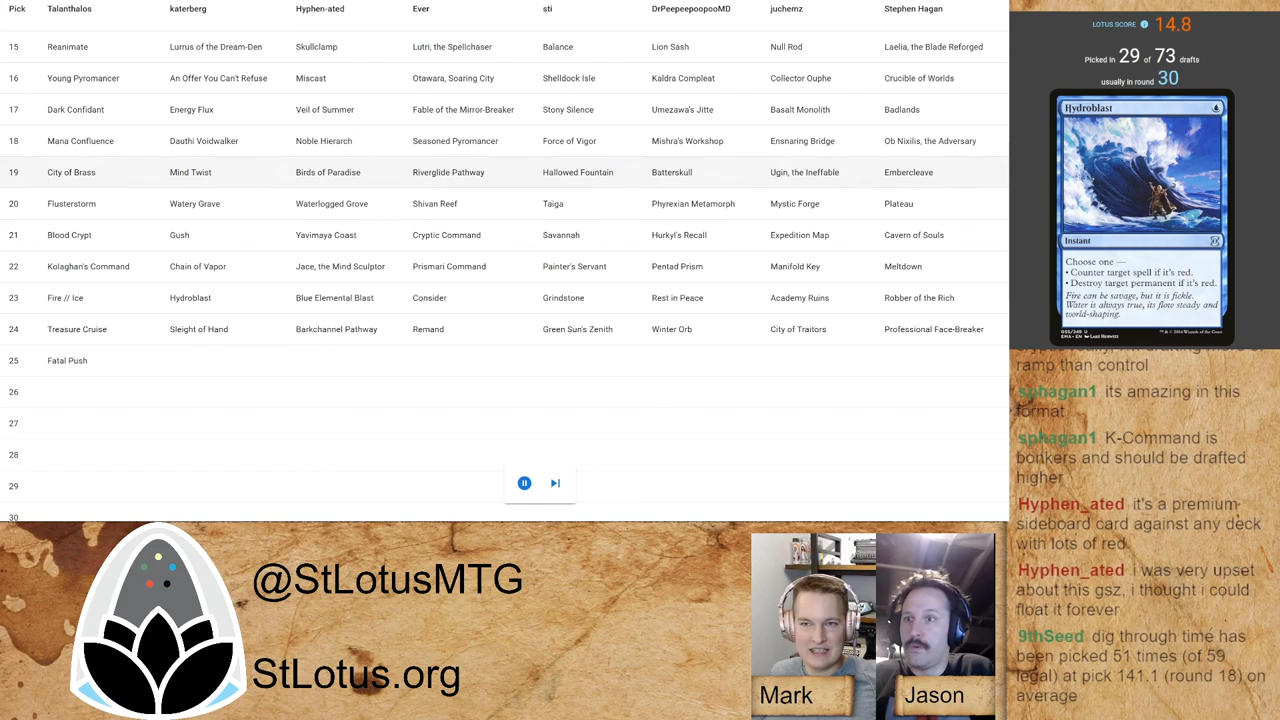 Pick Talanthalos katerberg Hyphen-ated Ever sti DrPeepeepoopooMD juchemz Stephen Hagan
15 Reanimate Lurrus of the Dream-Den Skullclamp Lutri, the Spellchaser Balance Lion Sash Null Rod Laelia, the Blade Reforged
16 Young Pyromancer An Offer You Can't Refuse Miscast Otawara, Soaring City Shelldock Isle Kaldra Compleat Collector Ouphe Crucible of Worlds
17 Dark Confidant Energy Flux Veil of Summer Fable of the Mirror-Breaker Stony Silence Umezawa's Jitte Basalt Monolith Badlands
18 Mana Confluence Dauthi Voidwalker Noble Hierarch Seasoned Pyromancer Force of Vigor Mishra's Workshop Ensnaring Bridge Ob Nixilis, the Adversary
19 City of Brass Mind Twist Birds of Paradise Riverglide Pathway Hallowed Fountain Batterskull Ugin, the Ineffable Embercleave
20 Flusterstorm Watery Grave Waterlogged Grove Shivan Reef Taiga Phyrexian Metamorph Mystic Forge Plateau
21 Blood Crypt Gush Yavimaya Coast Cryptic Command Savannah Hurkyl's Recall Expedition Map Cavern of Souls
22 Kolaghan's Command Chain of Vapor Jace, the Mind Sculptor Prismari Command Painter's Servant Pentad Prism Manifold Key Meltdown
23 Fire // Ice Hydroblast Blue Elemental Blast Consider Grindstone Rest in Peace Academy Ruins Robber of the Rich
24 Treasure Cruise Sleight of Hand Barkchannel Pathway Remand Green Sun's Zenith Winter Orb City of Traitors Professional Face-Breaker
25 Fatal Push
26
27
28
29
30
LOTUS SCORE 14.8
Picked in 29 of 73 drafts
usually in round 30
Hydroblast
Instant
Choose one —
• Counter target spell if it's red.
• Destroy target permanent if it's red.
Fire can be savage, but it is fickle.
Water is always true, its flow steady and
world-shaping.
ramp than control
sphagan1 its amazing in this
format
sphagan1 K-Command is
bonkers and should be drafted
higher
Hyphen_ated it's a premium
sideboard card against any deck
with lots of red
Hyphen_ated i was very upset
about this gsz, i thought i could
float it forever
9thSeed dig through time has
been picked 51 times (of 59
legal) at pick 141.1 (round 18) on
average
@StLotusMTG
StLotus.org
Mark
Jason